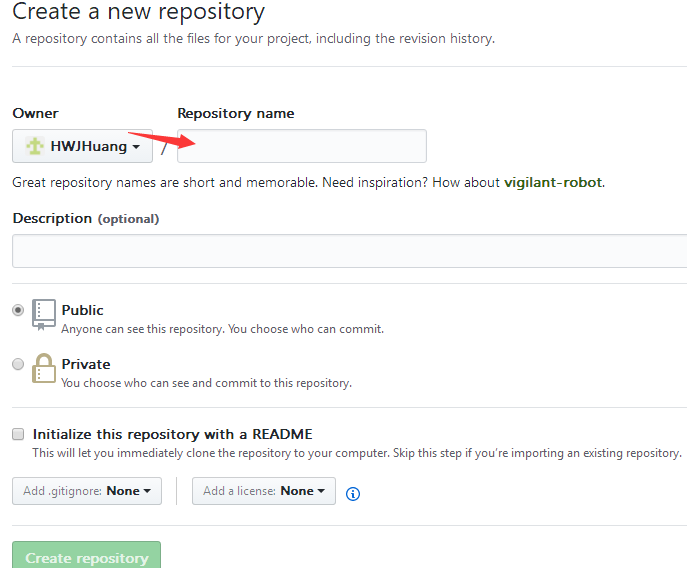 Create a new repository
A repository contains all the files for your project, including the revision history.
Owner Repository name
HWJHuang /
Great repository names are short and memorable. Need inspiration? How about vigilant-robot.
Description (optional)
Public
Anyone can see this repository. You choose who can commit.
Private
You choose who can see and commit to this repository.
Initialize this repository with a README
This will let you immediately clone the repository to your computer. Skip this step if you’re importing an existing repository.
Add .gitignore: None Add a license: None
Create repository